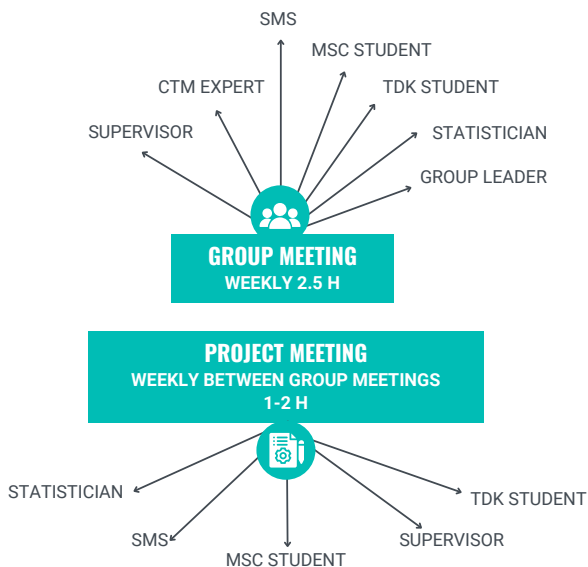 SMS
MSC STUDENT
CTM EXPERT
TDK STUDENT
SUPERVISOR
STATISTICIAN
GROUP LEADER
GROUP MEETING
WEEKLY 2.5 H
PROJECT MEETING
WEEKLY BETWEEN GROUP MEETINGS
1-2 H
STATISTICIAN
TDK STUDENT
SMS
SUPERVISOR
MSC STUDENT